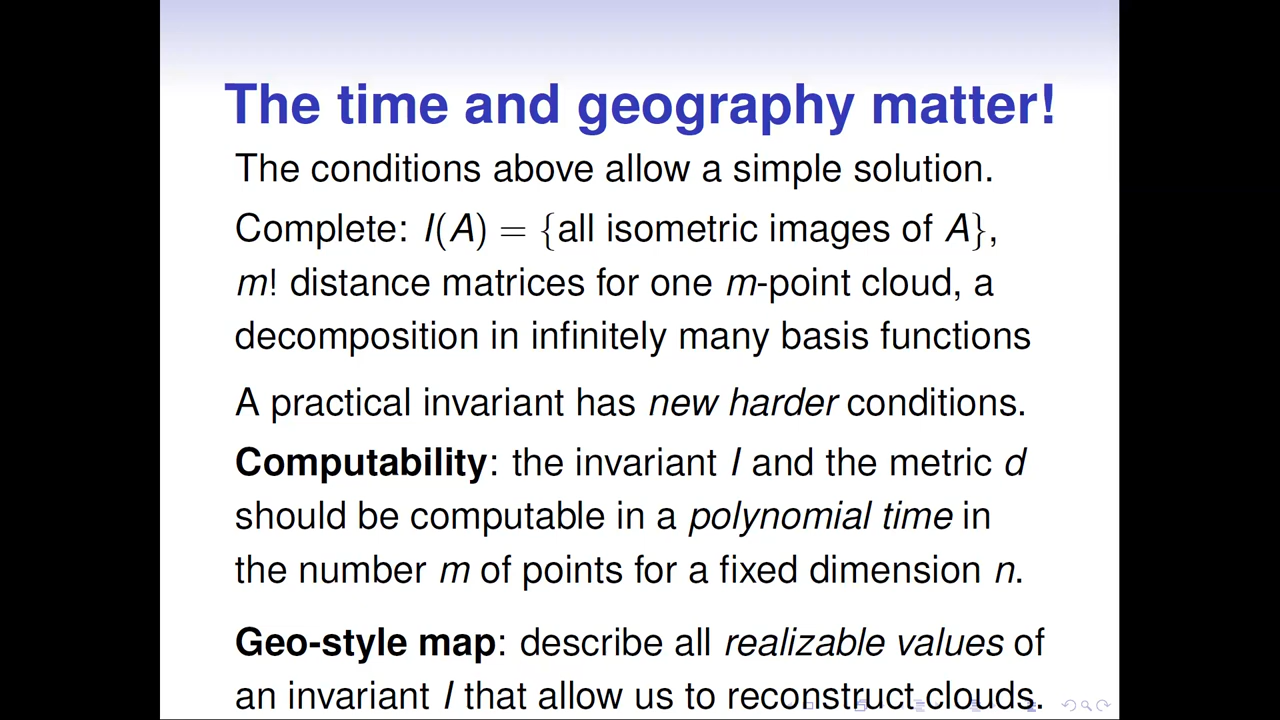 The time and geography matter!
The conditions above allow a simple solution.
Complete: I(A) = {all isometric images of A},
m! distance matrices for one m-point cloud, a
decomposition in infinitely many basis functions
A practical invariant has new harder conditions.
Computability: the invariant I and the metric d
should be computable in a polynomial time in
the number m of points for a fixed dimension n.
Geo-style map: describe all realizable values of
an invariant I that allow us to reconstruct clouds.